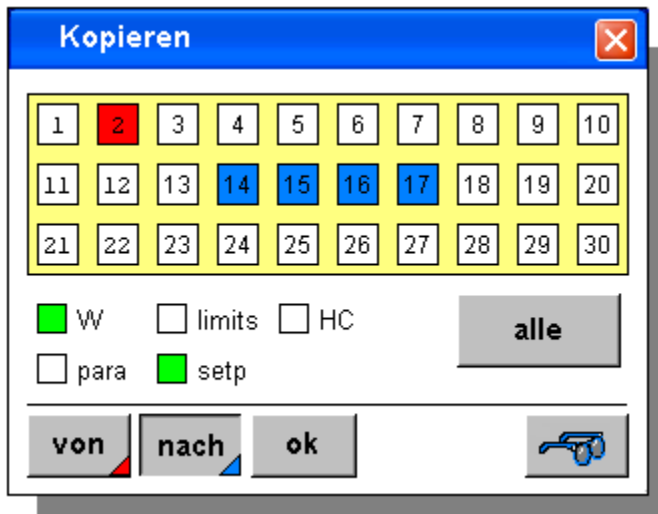 Kopieren
1 2 3 4 5 6 7 8 9 10
11 12 13 14 15 16 17 18 19 20
21 22 23 24 25 26 27 28 29 30
W limits HC
alle
para setp
von nach ok